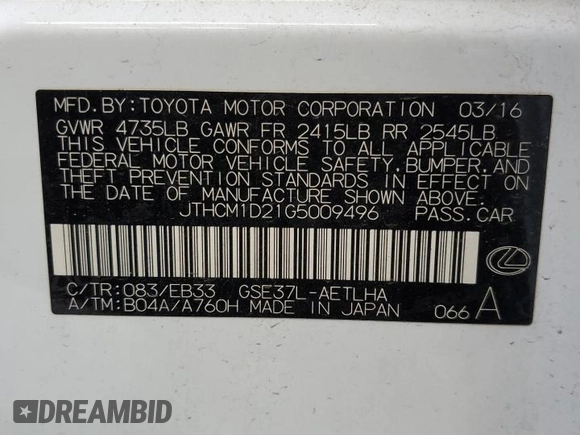 MFD.BY:TOYOTA MOTOR CORPORATION 03/16
GVWR 4735LB GAWR FR 2415LB RR 2545LB
THIS VEHICLE CONFORMS TO ALL APPLICABLE
FEDERAL MOTOR VEHICLE SAFETY,BUMPER,AND
THEFT PREVENTION STANDARDS IN EFFECT ON
THE DATE OF MANUFACTURE SHOWN ABOVE.
JTHCM1D21G5009496 PASS.CAR
C/TR:083/EB33 GSE37L-AETLHA
A/TM:B04A/A760H MADE IN JAPAN 066 A
DREAMBID